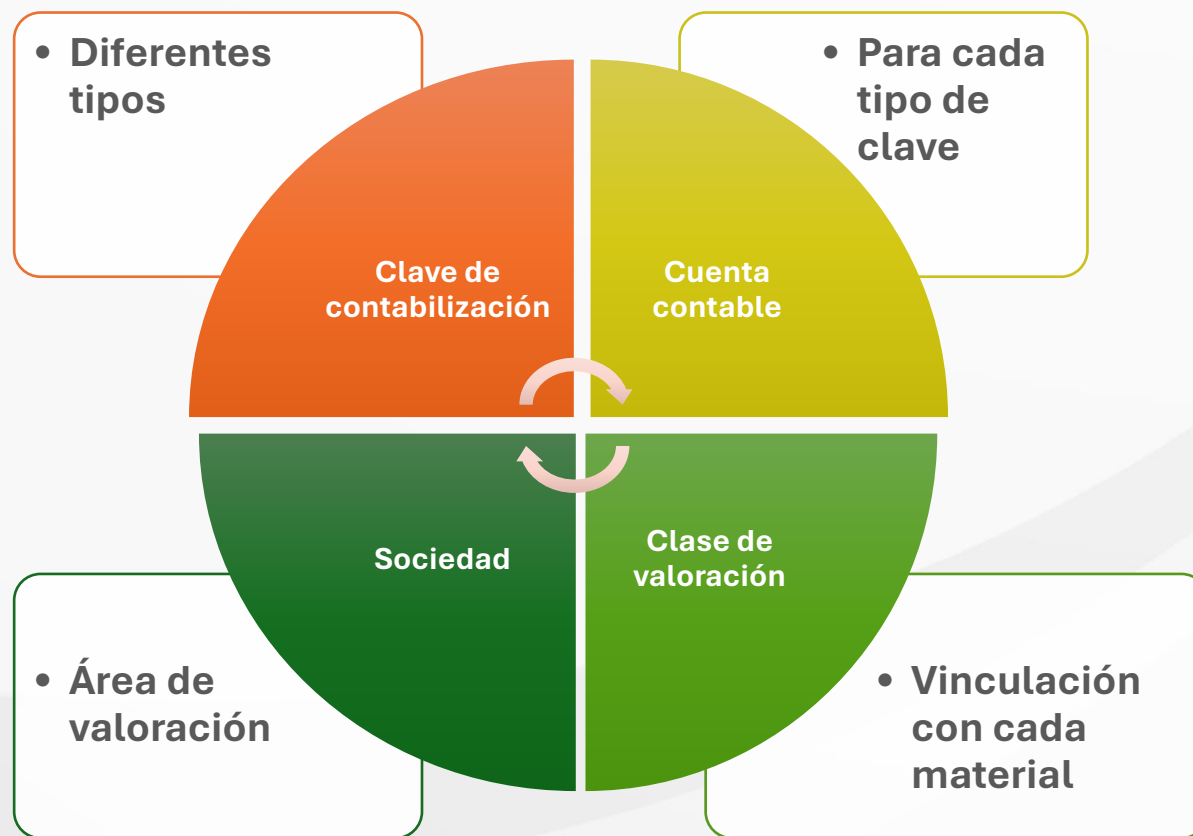 • Diferentes
tipos
• Para cada
tipo de
clave
Clave de
contabilización
Cuenta
contable
Sociedad
Clase de
valoración
• Área de
valoración
• Vinculación
con cada
material